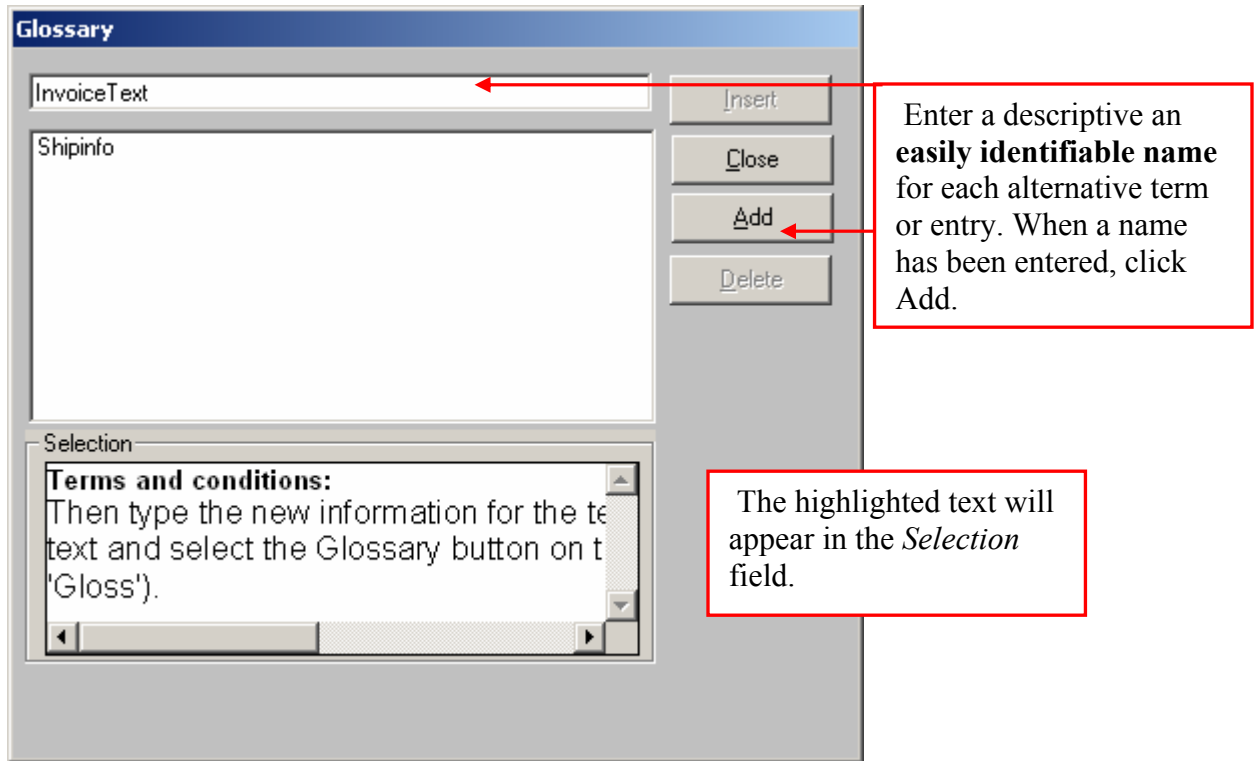 Glossary
InvoiceText
Insert
Shipinfo
Close
Add
Delete
Enter a descriptive an
easily identifiable name
for each alternative term
or entry. When a name
has been entered, click
Add.
Selection
Terms and conditions:
Then type the new information for the te
text and select the Glossary button on t
'Gloss').
The highlighted text will
appear in the Selection
field.